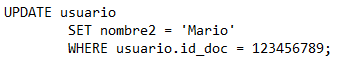 UPDATE usuario
SET nombre2 = 'Mario'
WHERE usuario.id_doc = 123456789;